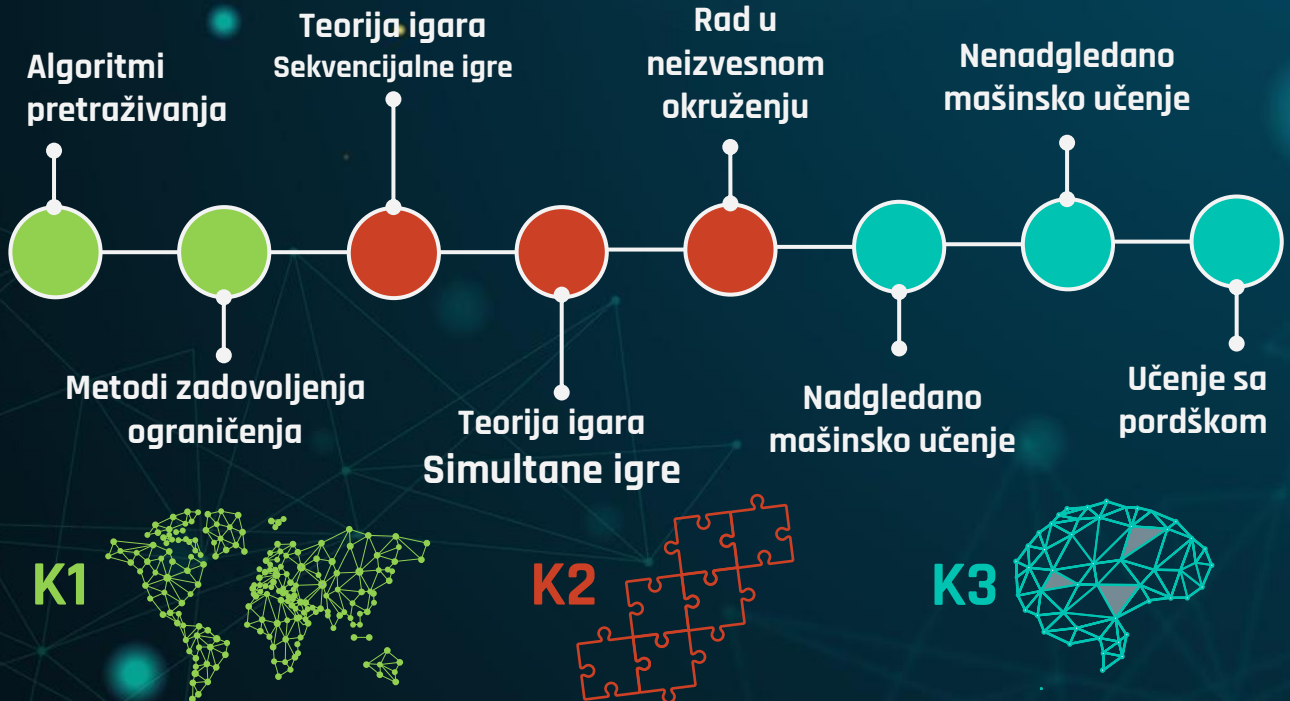 Algoritmi
pretraživanja
Metodi zadovoljenja
ograničenja
Teorija igara
Sekvencijalne igre
Teorija igara
Simultane igre
Rad u
neizvesnom
okruženju
Nadgledano
mašinsko učenje
Nenadgledano
mašinsko učenje
Učenje sa
pordškom
K1
K2
K3